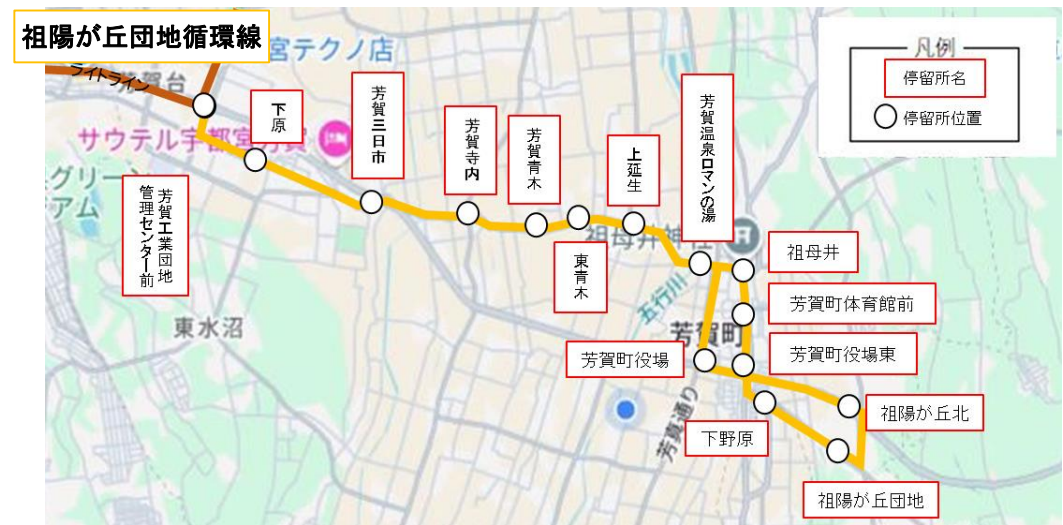 祖陽が丘団地循環線
宮テクノ店
ライトライン
芳賀台
凡例
停留所名
停留所位置
下原
芳賀三日市
芳賀寺内
芳賀青木
上延生
芳賀温泉ロマンの湯
サウテル宇都宮
グリーン
アム
芳賀工業団地
管理センター前
東青木
祖母井神社
祖母井
五行川
芳賀町体育館前
東水沼
芳賀町
芳賀町役場
芳賀町役場東
芳賀通り
下野原
祖陽が丘北
祖陽が丘団地